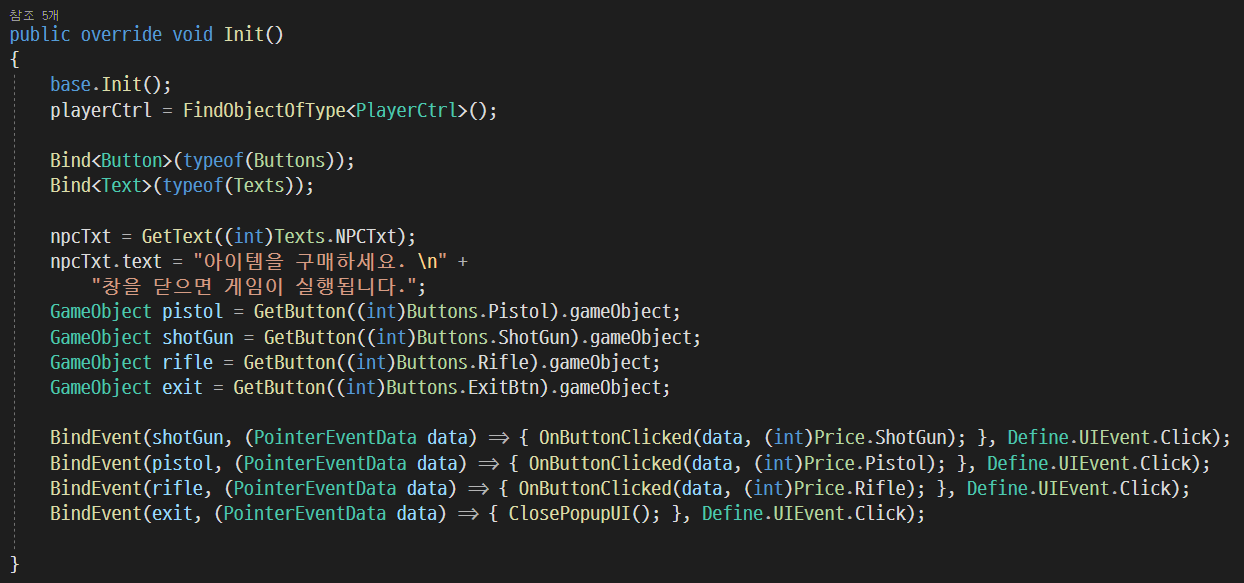 참조 5개
public override void Init()
{
    base.Init();
    playerCtrl = FindObjectOfType<PlayerCtrl>();

    Bind<Button>(typeof(Buttons));
    Bind<Text>(typeof(Texts));

    npcTxt = GetText((int)Texts.NPCTxt);
    npcTxt.text = "아이템을 구매하세요. \n" +
        "창을 닫으면 게임이 실행됩니다.";
    GameObject pistol = GetButton((int)Buttons.Pistol).gameObject;
    GameObject shotGun = GetButton((int)Buttons.ShotGun).gameObject;
    GameObject rifle = GetButton((int)Buttons.Rifle).gameObject;
    GameObject exit = GetButton((int)Buttons.ExitBtn).gameObject;

    BindEvent(shotGun, (PointerEventData data) => { OnButtonClicked(data, (int)Price.ShotGun); }, Define.UIEvent.Click);
    BindEvent(pistol, (PointerEventData data) => { OnButtonClicked(data, (int)Price.Pistol); }, Define.UIEvent.Click);
    BindEvent(rifle, (PointerEventData data) => { OnButtonClicked(data, (int)Price.Rifle); }, Define.UIEvent.Click);
    BindEvent(exit, (PointerEventData data) => { ClosePopupUI(); }, Define.UIEvent.Click);

}